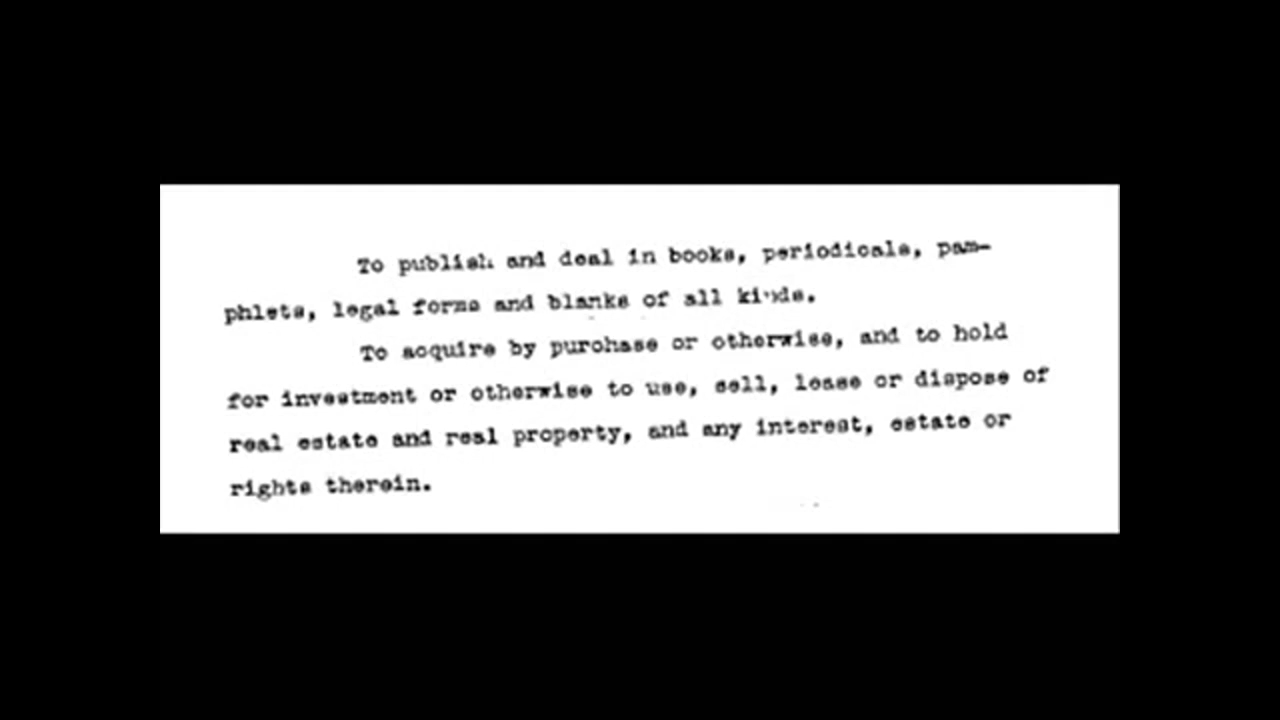 To publish and deal in books, periodicals, pam-
phlets, legal forms and blanks of all kinds.
To acquire by purchase or otherwise, and to hold
for investment or otherwise to use, sell, lease or dispose of
real estate and real property, and any interest, estate or
rights therein.